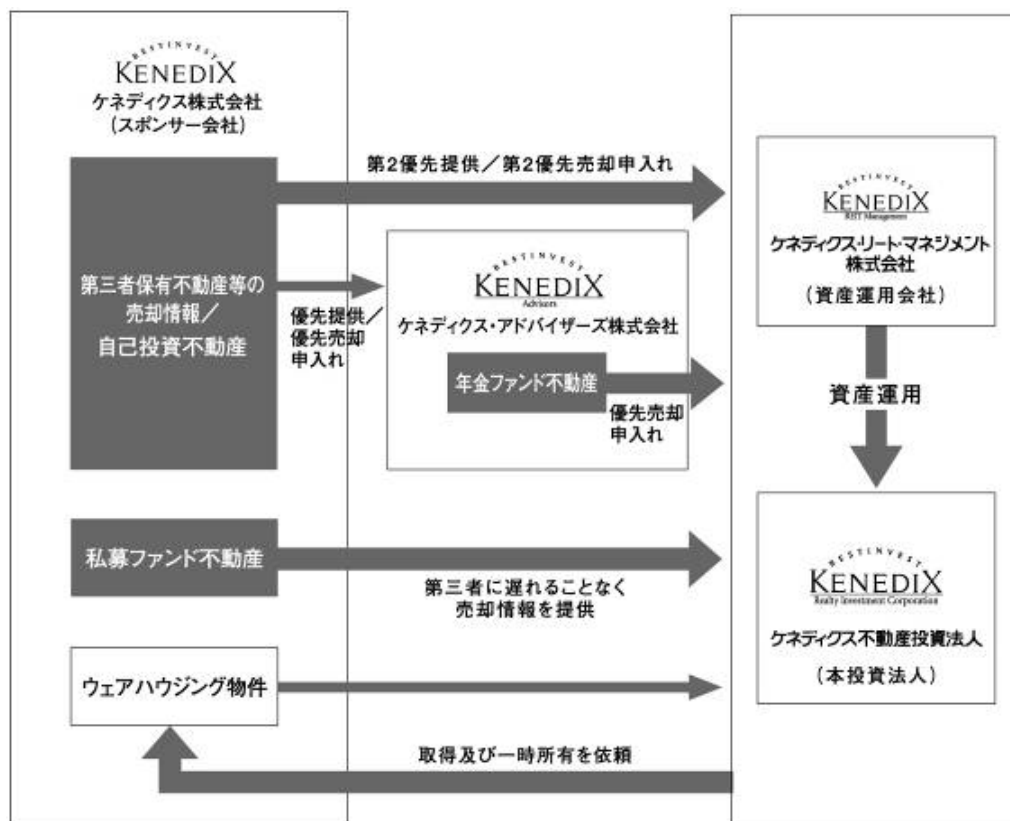 BESTINVEST
KENEDIX
ケネディクス株式会社
(スポンサー会社)
第2優先提供／第2優先売却申入れ
第三者保有不動産等の
売却情報／
自己投資不動産
優先提供／
優先売却
申入れ
BESTINVEST
KENEDIX
Advisors
ケネディクス・アドバイザーズ株式会社
年金ファンド不動産
優先売却
申入れ
BESTINVEST
KENEDIX
REIT Management
ケネディクス・リート・マネジメント
株式会社
(資産運用会社)
資産運用
私募ファンド不動産
第三者に遅れることなく
売却情報を提供
BESTINVEST
KENEDIX
Realty Investment Corporation
ケネディクス不動産投資法人
(本投資法人)
ウェアハウジング物件
取得及び一時所有を依頼